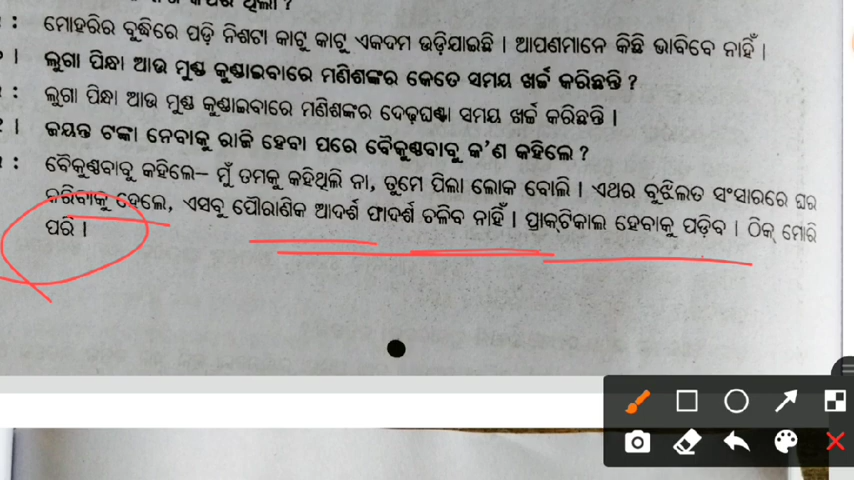 : ମୋହରିର ବୁଦ୍ଧିରେ ପଡ଼ି ନିଶଟା କାଟୁ କାଟୁ ଏକଦମ ଉଡ଼ିଯାଇଛି । ଆପଣମାନେ କିଛି ଭାବିବେ ନାହିଁ ।
। ଲୁଗା ପିନ୍ଧା ଆଉ ମୁଣ୍ଡ କୁଣ୍ଡାଇବାରେ ମଣିଷଙ୍କର କେତେ ସମୟ ଖର୍ଚ୍ଚ କରିଛନ୍ତି ?
: ଲୁଗା ପିନ୍ଧା ଆଉ ମୁଣ୍ଡ କୁଣ୍ଡାଇବାରେ ମଣିଷଙ୍କର ଦେଢ଼ଘଣ୍ଟା ସମୟ ଖର୍ଚ୍ଚ କରିଛନ୍ତି ।
। ଜୟନ୍ତ ଟଙ୍କା ନେବାକୁ ରାଜି ହେବା ପରେ ବୈକୁଣ୍ଠବାବୁ କ'ଣ କହିଲେ ?
: ବୈକୁଣ୍ଠବାବୁ କହିଲେ– ମୁଁ ତମକୁ କହିଥିଲି ନା, ତୁମେ ପିଲା ଲୋକ ବୋଲି । ଏଥର ବୁଝିଲତ ସଂସାରରେ ଘର
କରିବାକୁ ହେଲେ, ଏସବୁ ପୌରାଣିକ ଆଦର୍ଶ ଫାଦର୍ଶ ଚଳିବ ନାହିଁ । ପ୍ରାକ୍‌ଟିକାଲ ହେବାକୁ ପଡ଼ିବ । ଠିକ୍ ମୋରି
ପରି ।